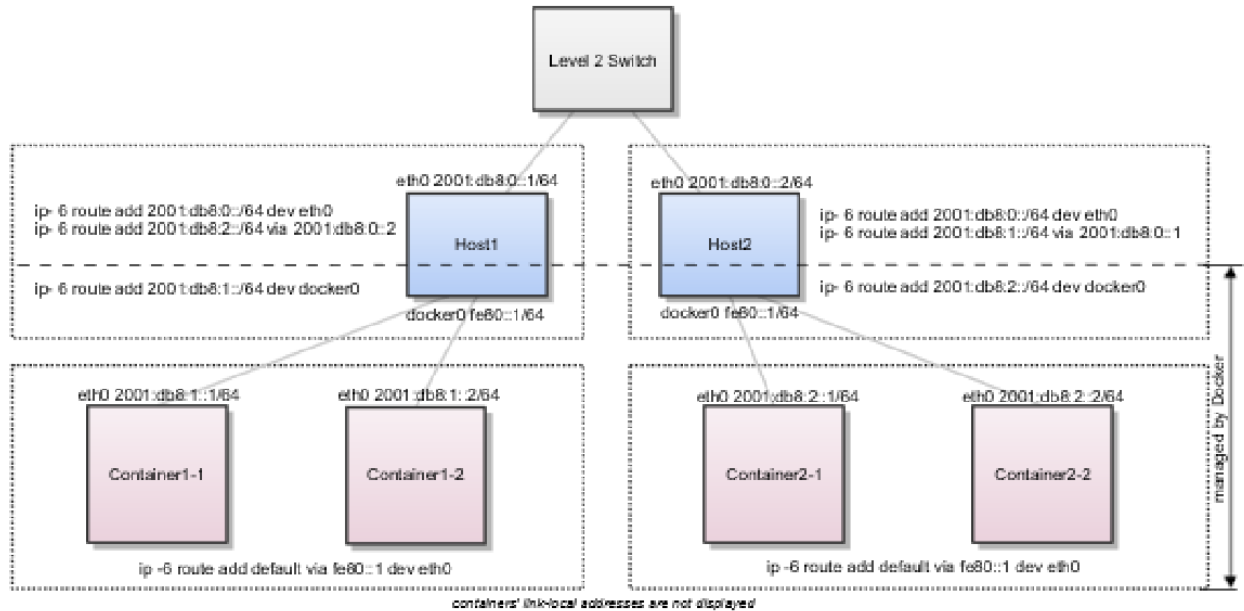 Level 2 Switch
eth0 2001:db8:0::1/64
eth0 2001:db8:0::2/64
ip- 6 route add 2001:db8:0::/64 dev eth0
ip- 6 route add 2001:db8:2::/64 via 2001:db8:0::2
Host1
Host2
ip- 6 route add 2001:db8:0::/64 dev eth0
ip- 6 route add 2001:db8:1::/64 via 2001:db8:0::1
ip- 6 route add 2001:db8:1::/64 dev docker0
ip- 6 route add 2001:db8:2::/64 dev docker0
docker0 fe80::1/64
docker0 fe80::1/64
managed by Docker
eth0 2001:db8:1::1/64
eth0 2001:db8:1::2/64
eth0 2001:db8:2::1/64
eth0 2001:db8:2::2/64
Container1-1
Container1-2
Container2-1
Container2-2
ip -6 route add default via fe80::1 dev eth0
ip -6 route add default via fe80::1 dev eth0
containers' link-local addresses are not displayed